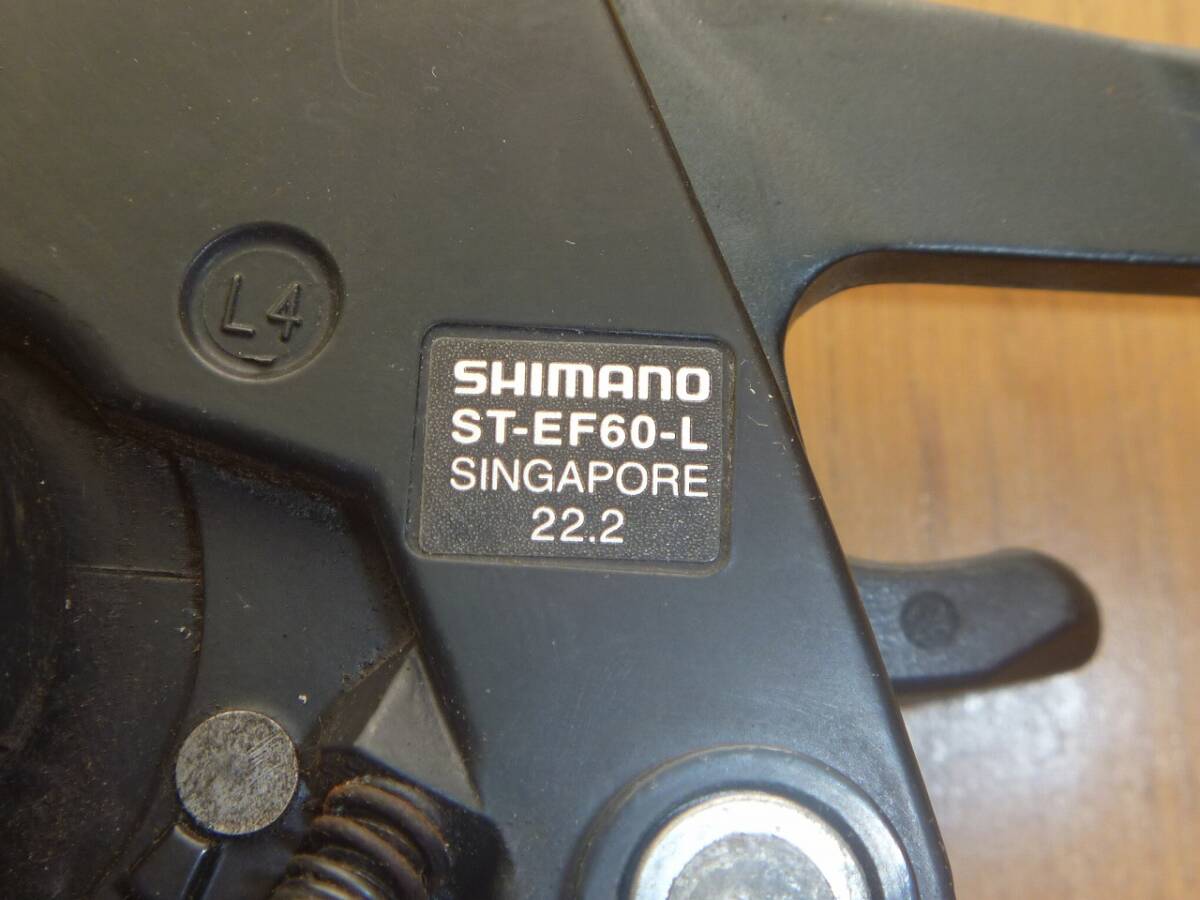 L4
SHIMANO
ST-EF60-L
SINGAPORE
22.2